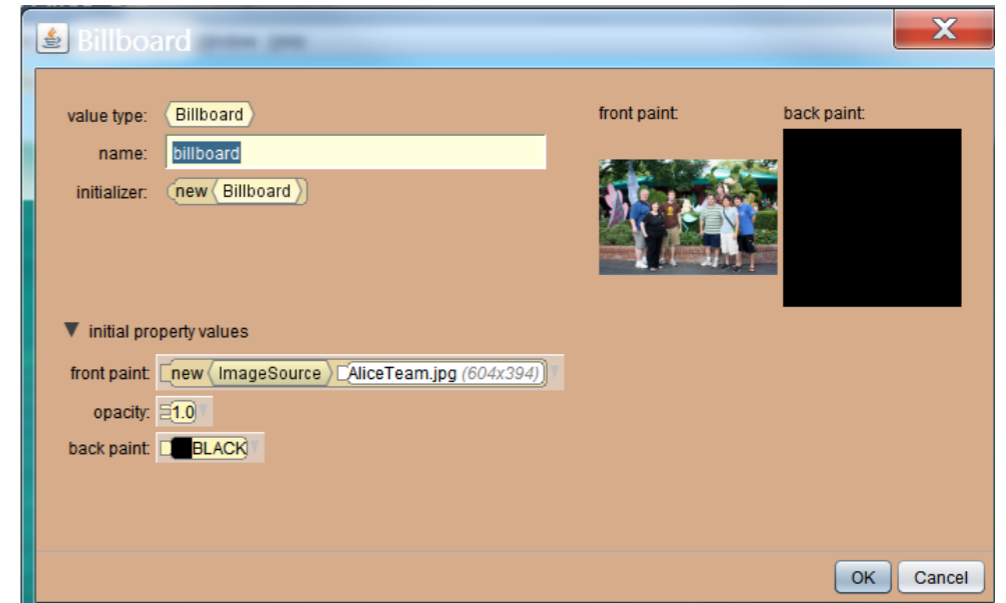 Billboard
value type: Billboard
front paint:
back paint:
name: billboard
initializer: new Billboard
initial property values
front paint: new ImageSource AliceTeam.jpg (604x394)
opacity: 1.0
back paint: BLACK
OK
Cancel